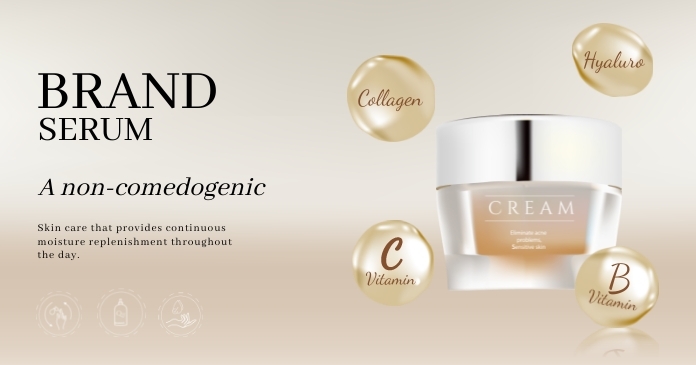 BRAND
SERUM
A non-comedogenic
Skin care that provides continuous
moisture replenishment throughout
the day.
Collagen
Hyaluro
CREAM
Eliminate acne
problems,
Sensitive skin
C
Vitamin
B
Vitamin